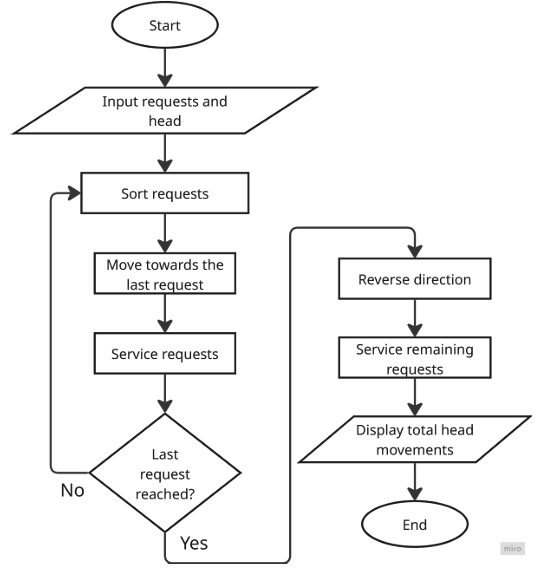 Start
Input requests and
head
Sort requests
Move towards the
last request
Service requests
Last
request
reached?
No
Yes
Reverse direction
Service remaining
requests
Display total head
movements
End
miro